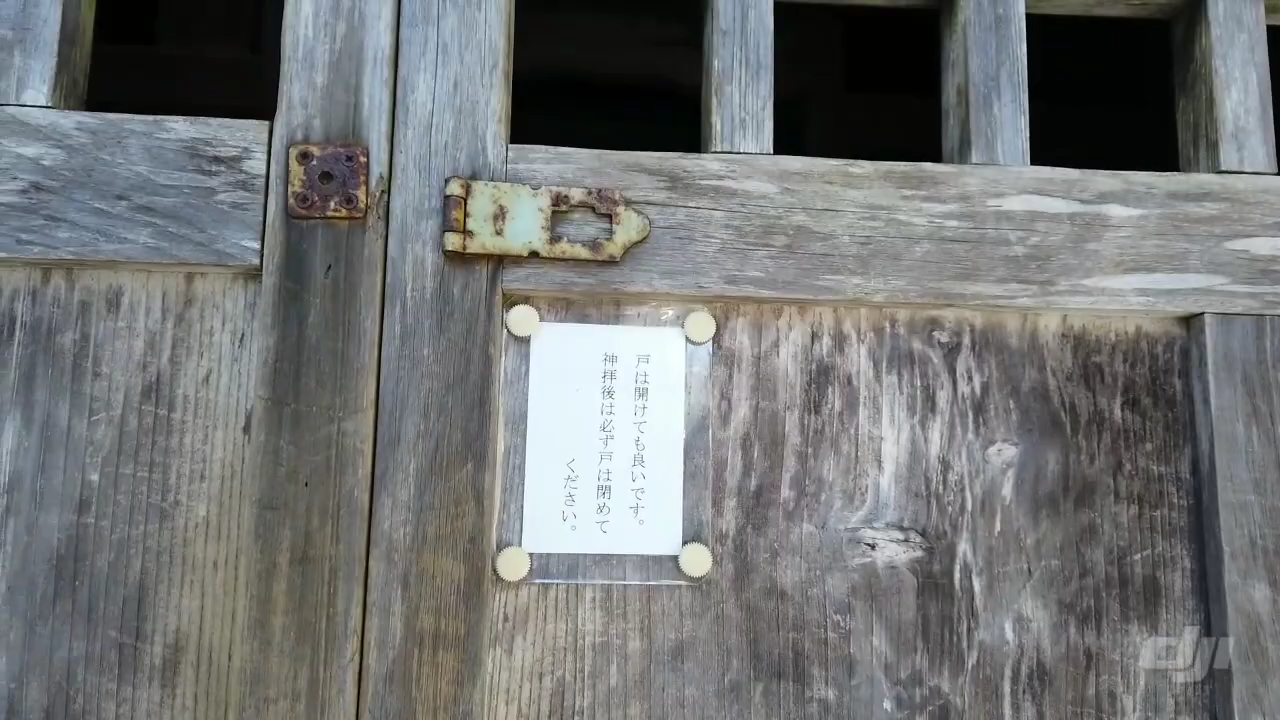 戸は開けても良いです。
神拝後は必ず戸は閉めて
ください。
dji